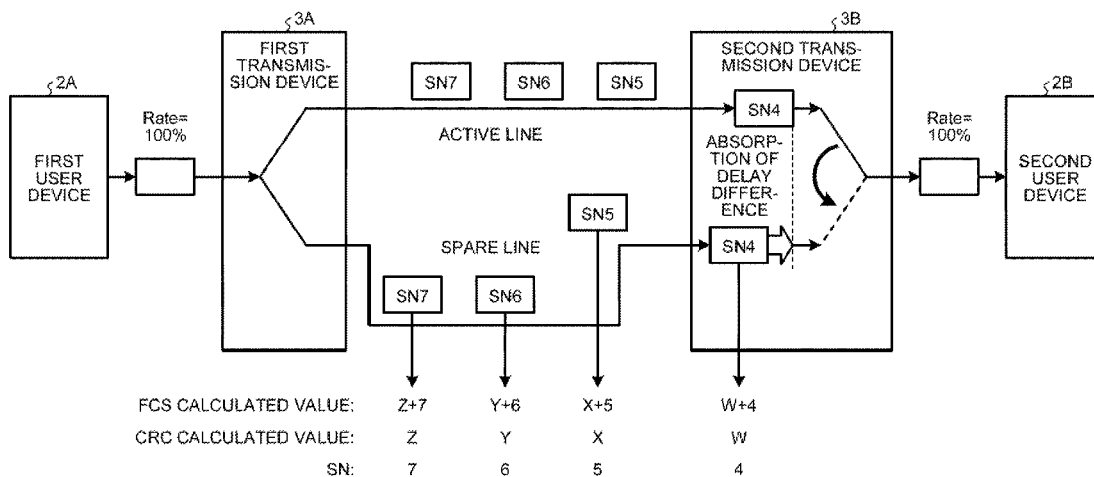 3A
3B
2A
FIRST
TRANSMIS-
SION DEVICE
SECOND TRANS-
MISSION DEVICE
2B
SN7
SN6
SN5
SN4
Rate=
100%
Rate=
100%
ACTIVE LINE
FIRST
USER
DEVICE
ABSORP-
TION OF
DELAY
DIFFER-
ENCE
SECOND
USER
DEVICE
SN5
SPARE LINE
SN4
SN7
SN6
FCS CALCULATED VALUE: Z+7 Y+6 X+5 W+4
CRC CALCULATED VALUE: Z Y X W
SN: 7 6 5 4